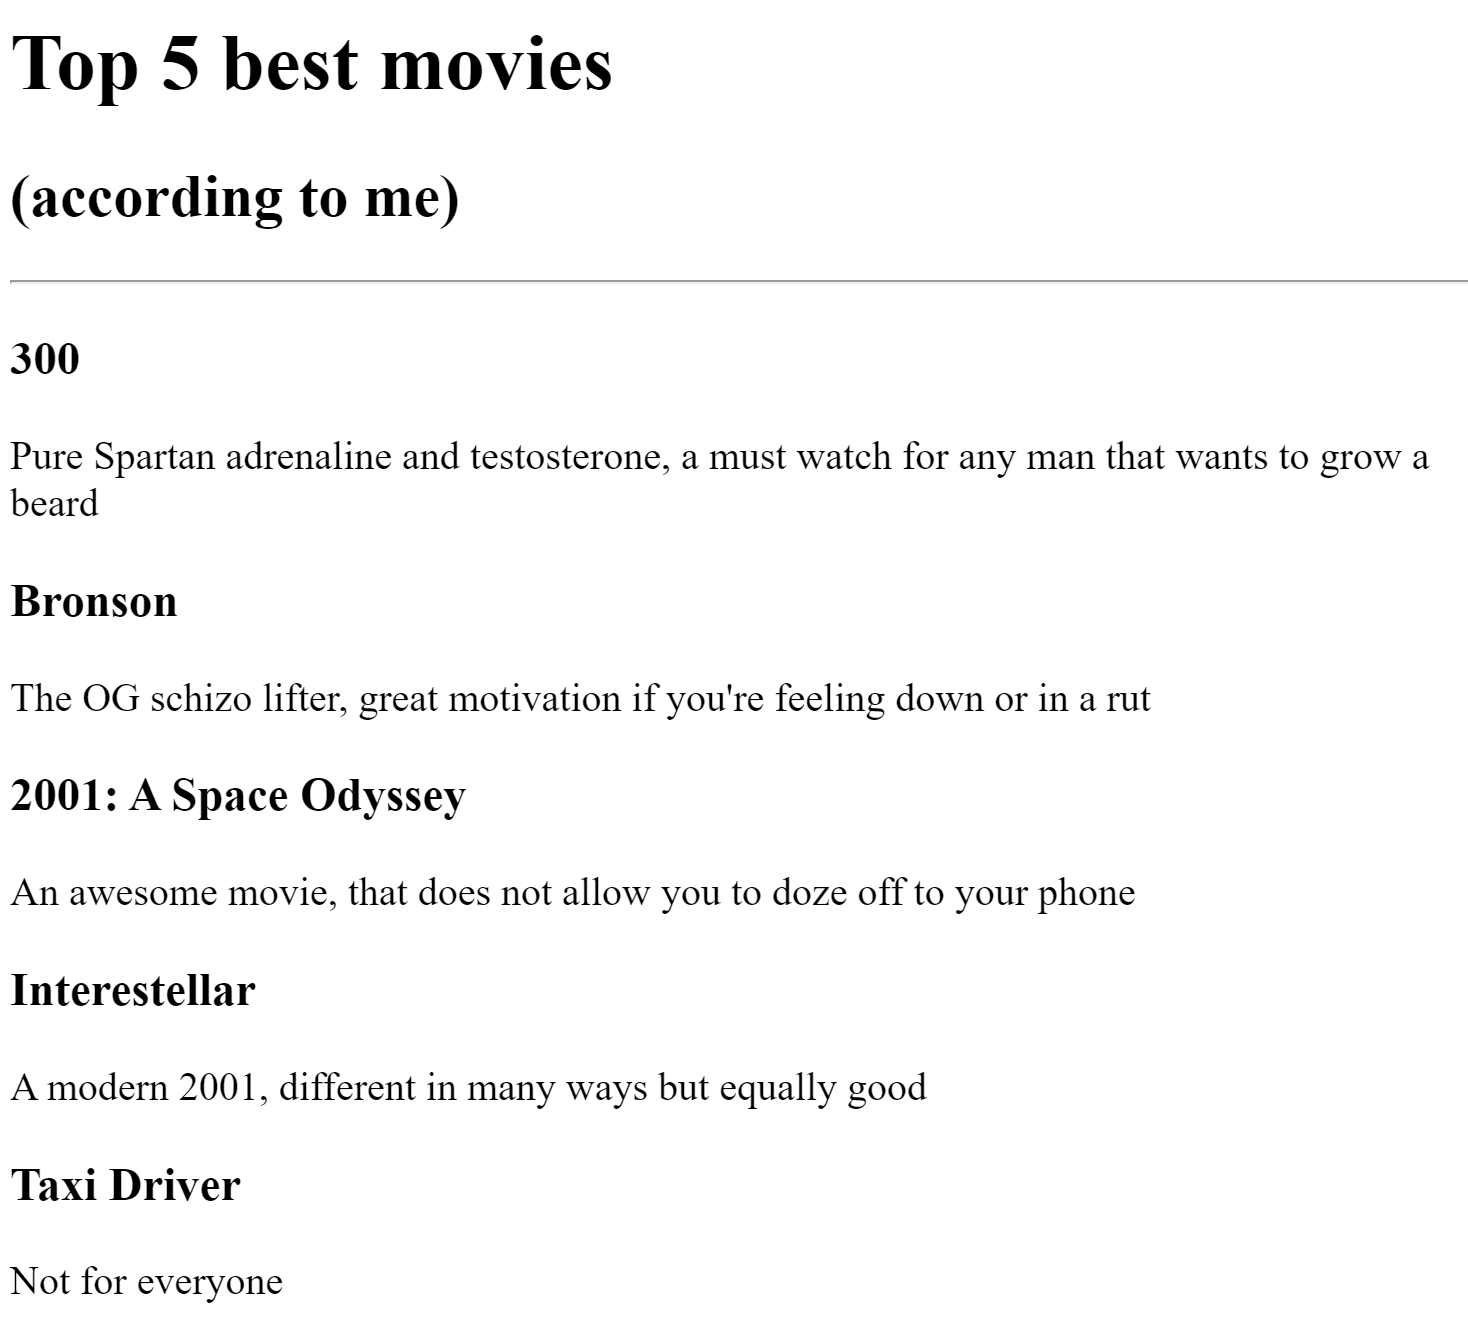 Top 5 best movies
(according to me)
300
Pure Spartan adrenaline and testosterone, a must watch for any man that wants to grow a
beard
Bronson
The OG schizo lifter, great motivation if you're feeling down or in a rut
2001: A Space Odyssey
An awesome movie, that does not allow you to doze off to your phone
Interestellar
A modern 2001, different in many ways but equally good
Taxi Driver
Not for everyone